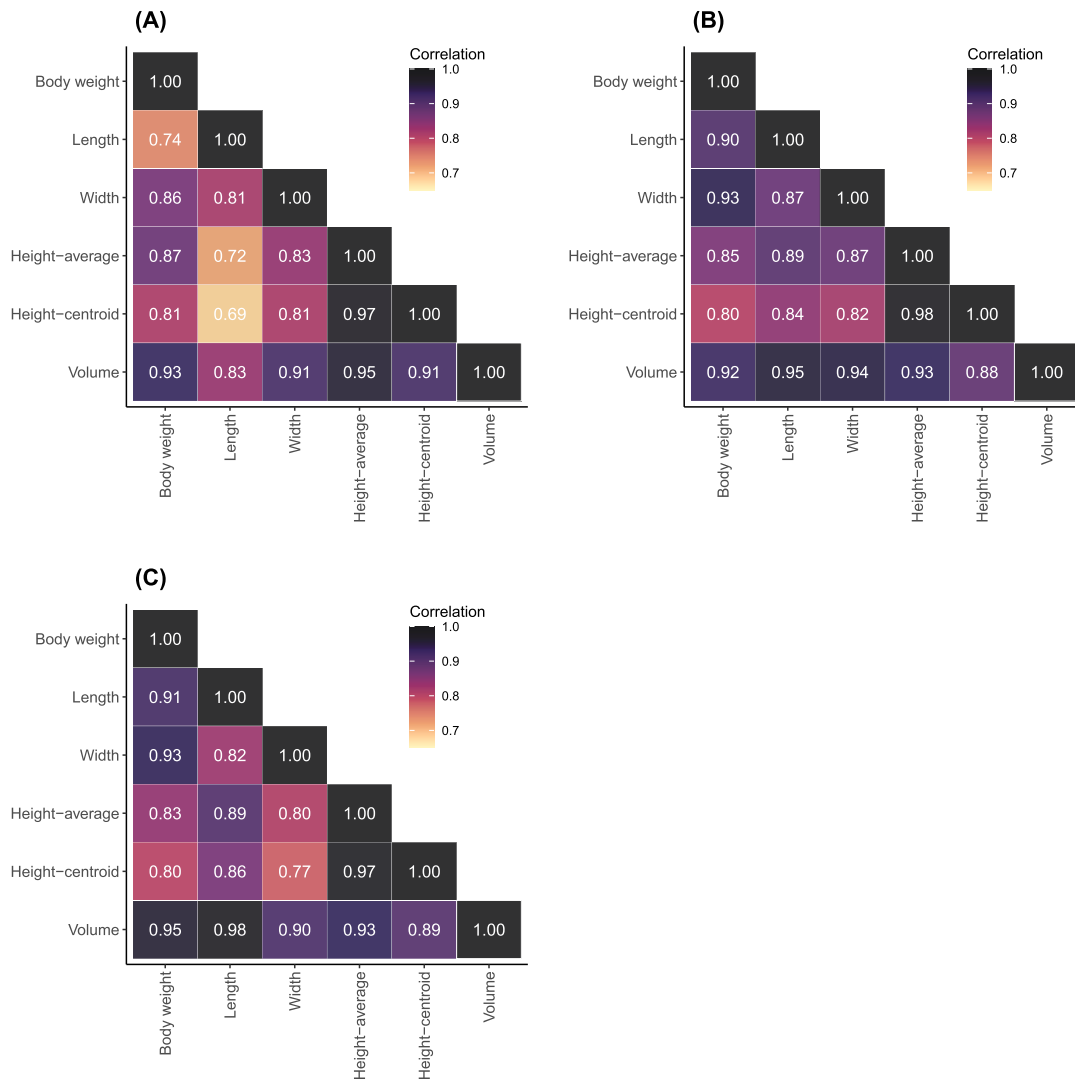 (A)
Correlation
1.0
0.9
0.8
0.7
Body weight 1.00
Length 0.74 1.00
Width 0.86 0.81 1.00
Height−average 0.87 0.72 0.83 1.00
Height−centroid 0.81 0.69 0.81 0.97 1.00
Volume 0.93 0.83 0.91 0.95 0.91 1.00
Body weight Length Width Height−average Height−centroid Volume
(B)
Correlation
1.0
0.9
0.8
0.7
Body weight 1.00
Length 0.90 1.00
Width 0.93 0.87 1.00
Height−average 0.85 0.89 0.87 1.00
Height−centroid 0.80 0.84 0.82 0.98 1.00
Volume 0.92 0.95 0.94 0.93 0.88 1.00
Body weight Length Width Height−average Height−centroid Volume
(C)
Correlation
1.0
0.9
0.8
0.7
Body weight 1.00
Length 0.91 1.00
Width 0.93 0.82 1.00
Height−average 0.83 0.89 0.80 1.00
Height−centroid 0.80 0.86 0.77 0.97 1.00
Volume 0.95 0.98 0.90 0.93 0.89 1.00
Body weight Length Width Height−average Height−centroid Volume